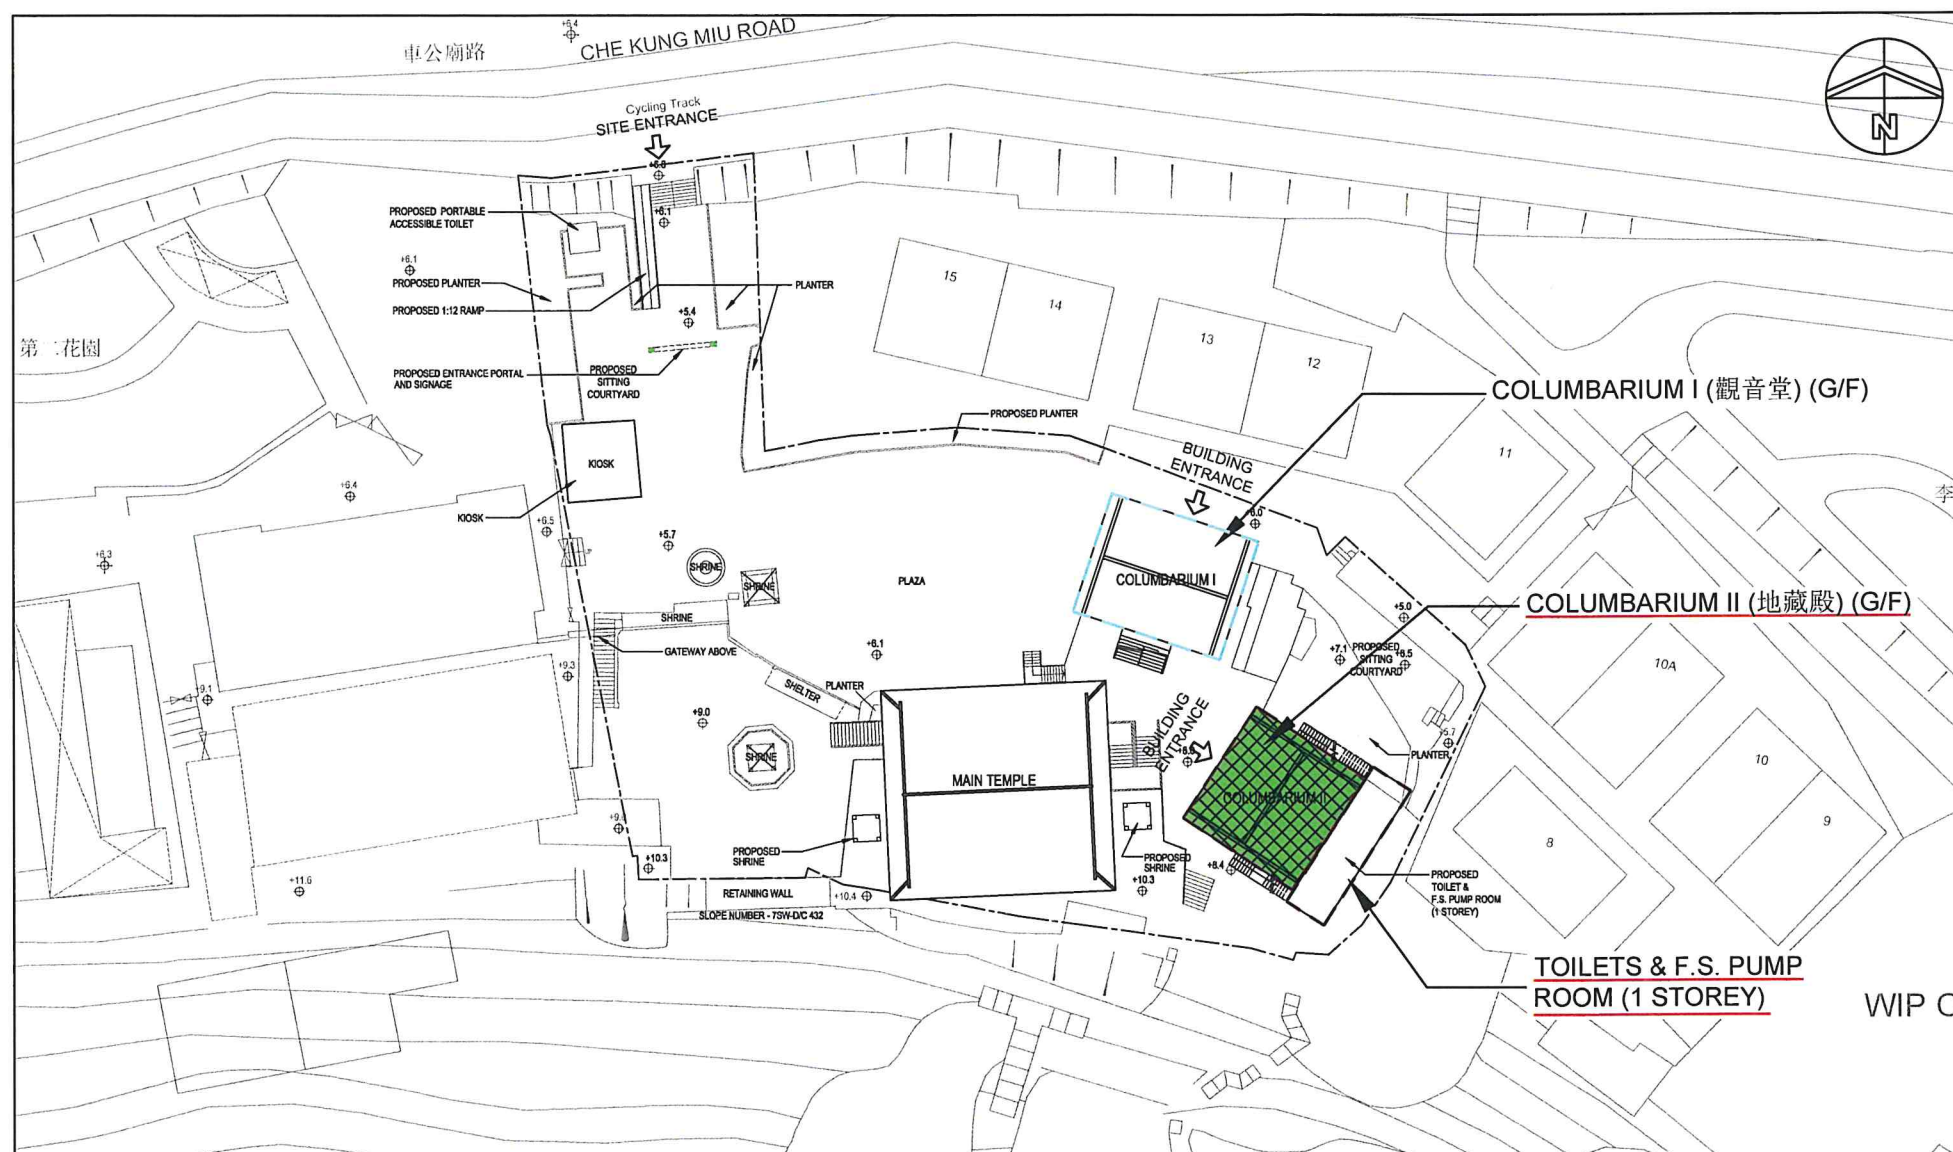 +6.4
車公廟路
CHE KUNG MIU ROAD
Cycling Track
SITE ENTRANCE
N
+6.1
PROPOSED PORTABLE
ACCESSIBLE TOILET
+6.1
PROPOSED PLANTER
PLANTER
PROPOSED 1:12 RAMP
+5.4
15
14
13
12
第二花園
PROPOSED ENTRANCE PORTAL
AND SIGNAGE
PROPOSED
SITTING
COURTYARD
COLUMBARIUM I (觀音堂) (G/F)
PROPOSED PLANTER
BUILDING
ENTRANCE
11
KIOSK
+6.4
KIOSK
+6.5
+6.0
李
+5.7
+6.3
SHRINE
SHRINE
PLAZA
COLUMBARIUM I
COLUMBARIUM II (地藏殿) (G/F)
+5.0
SHRINE
GATEWAY ABOVE
+6.1
+7.1
PROPOSED
SITTING
COURTYARD
+6.5
10A
+9.3
+9.1
SHELTER
PLANTER
+9.0
BUILDING
ENTRANCE
+5.7
SHRINE
PLANTER
MAIN TEMPLE
COLUMBARIUM II
10
9
8
PROPOSED
SHRINE
PROPOSED
SHRINE
+10.3
+8.4
+10.3
+11.6
RETAINING WALL
+10.4
PROPOSED
TOILET &
F.S. PUMP ROOM
(1 STOREY)
SLOPE NUMBER - 7SW-D/C 432
TOILETS & F.S. PUMP
ROOM (1 STOREY)
WIP